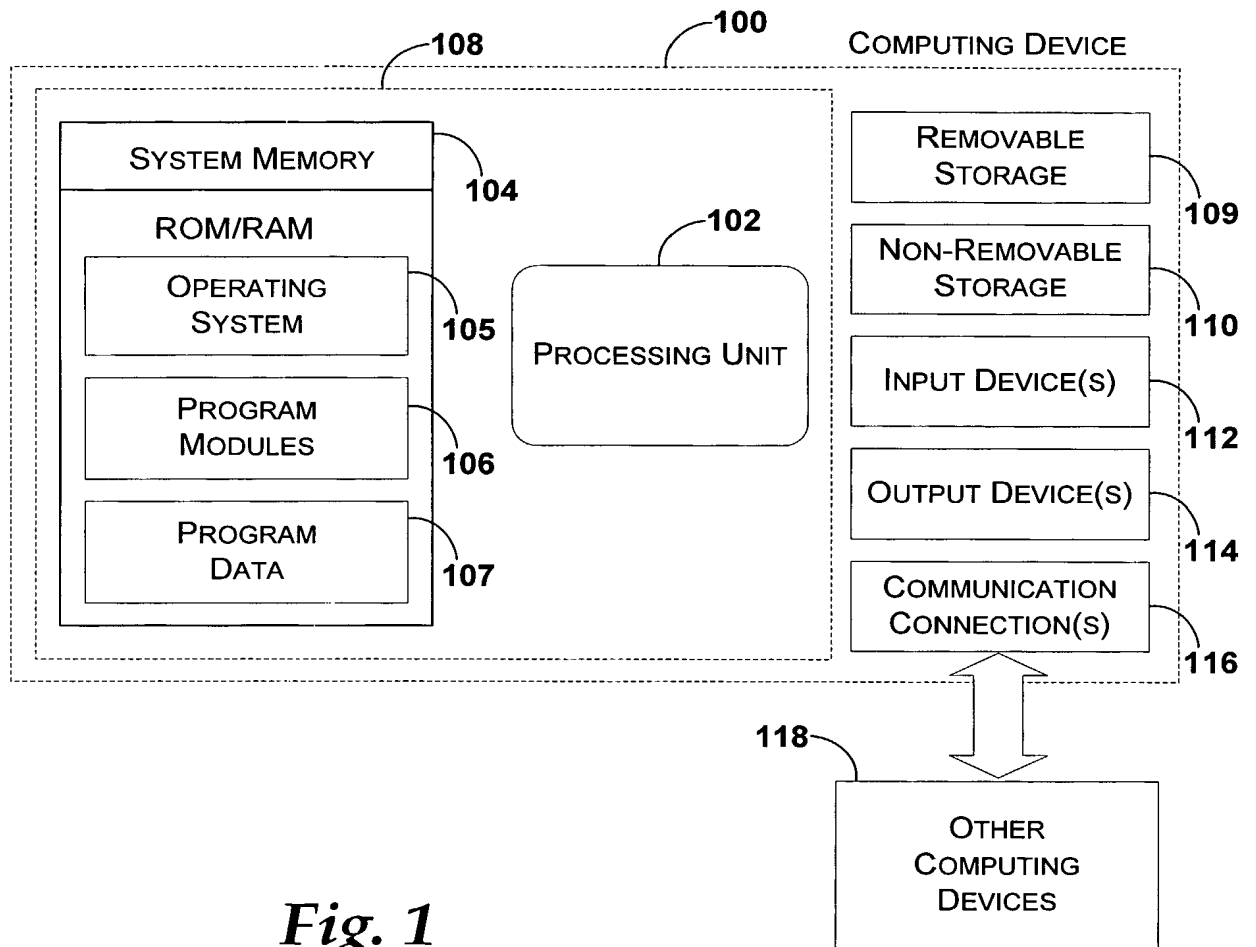 100
COMPUTING DEVICE
108
SYSTEM MEMORY
104
ROM/RAM
OPERATING
SYSTEM
105
PROGRAM
MODULES
106
PROGRAM
DATA
107
102
PROCESSING UNIT
REMOVABLE
STORAGE
109
NON-REMOVABLE
STORAGE
110
INPUT DEVICE(S)
112
OUTPUT DEVICE(S)
114
COMMUNICATION
CONNECTION(S)
116
118
OTHER
COMPUTING
DEVICES
Fig. 1